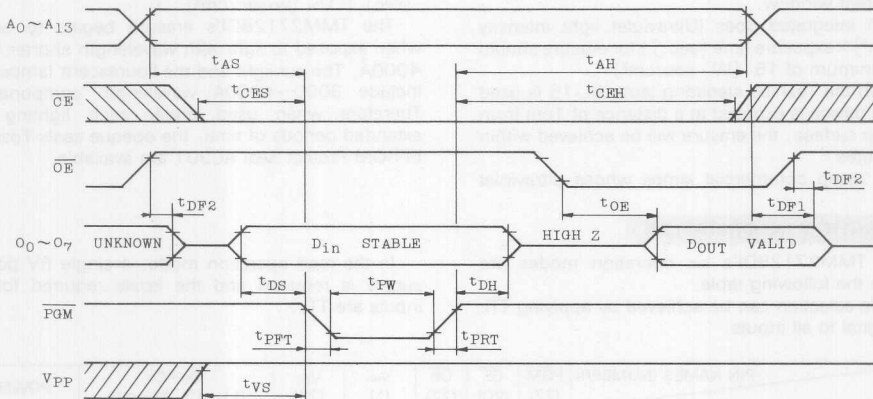 A0~A13
tAS
tAH
tCES
tCEH
CE
OE
tDF2
tOE
tDF1
tDF2
O0~O7
UNKNOWN
Din STABLE
HIGH Z
DOUT VALID
tDS
tPW
tDH
PGM
tPFT
tPRT
VPP
tVS